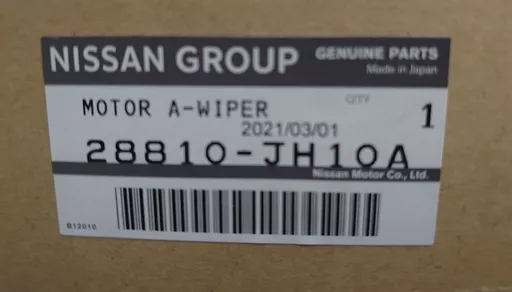 NISSAN GROUP
GENUINE PARTS
Made in Japan
MOTOR A-WIPER
QTY
1
2021/03/01
28810-JH10A
Nissan Motor Co., Ltd.
B12010